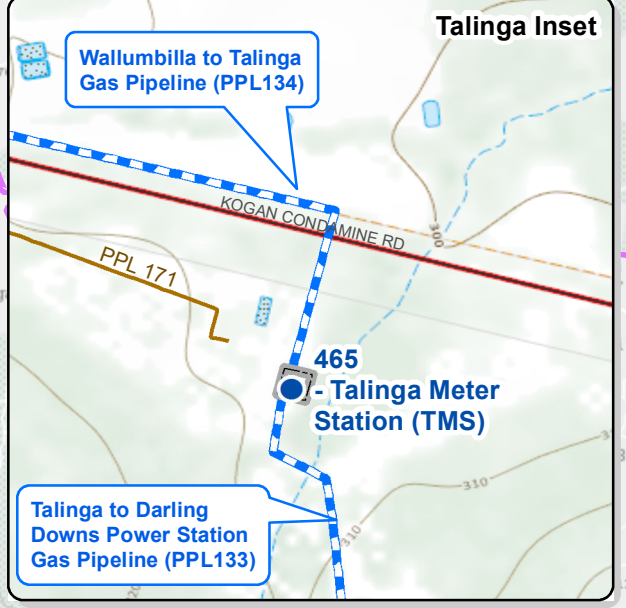 Talinga Inset
Wallumbilla to Talinga
Gas Pipeline (PPL134)
KOGAN CONDAMINE RD
300
PPL 171
465
- Talinga Meter
Station (TMS)
310
310
Talinga to Darling
Downs Power Station
Gas Pipeline (PPL133)